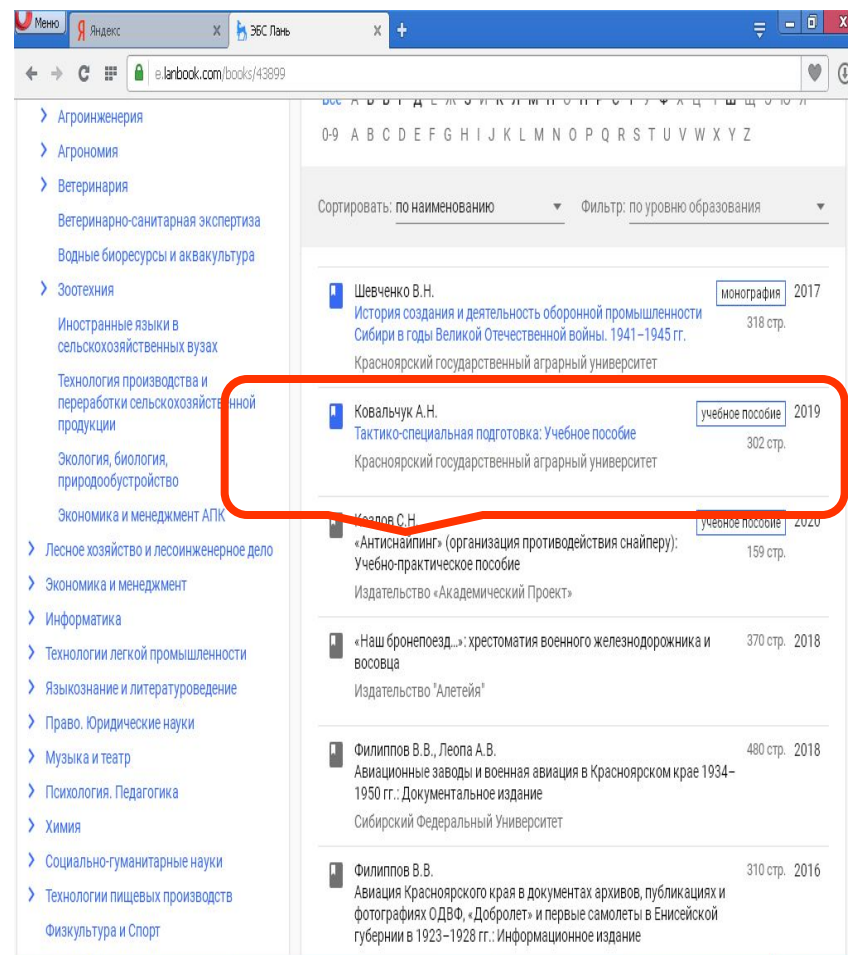 Меню
Яндекс
ЭБС Лань
e.lanbook.com/books/43899
Агроинженерия
Агрономия
Ветеринария
Ветеринарно-санитарная экспертиза
Водные биоресурсы и аквакультура
Зоотехния
Иностранные языки в
сельскохозяйственных вузах
Технология производства и
переработки сельскохозяйственной
продукции
Экология, биология,
природообустройство
Экономика и менеджмент АПК
Лесное хозяйство и лесоинженерное дело
Экономика и менеджмент
Информатика
Технологии легкой промышленности
Языкознание и литературоведение
Право. Юридические науки
Музыка и театр
Психология. Педагогика
Химия
Социально-гуманитарные науки
Технологии пищевых производств
Физкультура и Спорт
0-9 A B C D E F G H I J K L M N O P Q R S T U V W X Y Z
Сортировать: по наименованию Фильтр: по уровню образования
Шевченко В.Н. монография 2017
История создания и деятельность оборонной промышленности
Сибири в годы Великой Отечественной войны. 1941–1945 гг. 318 стр.
Красноярский государственный аграрный университет
Ковальчук А.Н. учебное пособие 2019
Тактико-специальная подготовка: Учебное пособие
302 стр.
Красноярский государственный аграрный университет
Козлов С.Н. учебное пособие 2020
«Антиснайпинг» (организация противодействия снайперу): 159 стр.
Учебно-практическое пособие
Издательство «Академический Проект»
«Наш бронепоезд...»: хрестоматия военного железнодорожника и 370 стр. 2018
восовца
Издательство "Алетейя"
Филиппов В.В., Леопа А.В. 480 стр. 2018
Авиационные заводы и военная авиация в Красноярском крае 1934–
1950 гг.: Документальное издание
Сибирский Федеральный Университет
Филиппов В.В. 310 стр. 2016
Авиация Красноярского края в документах архивов, публикациях и
фотографиях ОДВФ, «Добролет» и первые самолеты в Енисейской
губернии в 1923–1928 гг.: Информационное издание